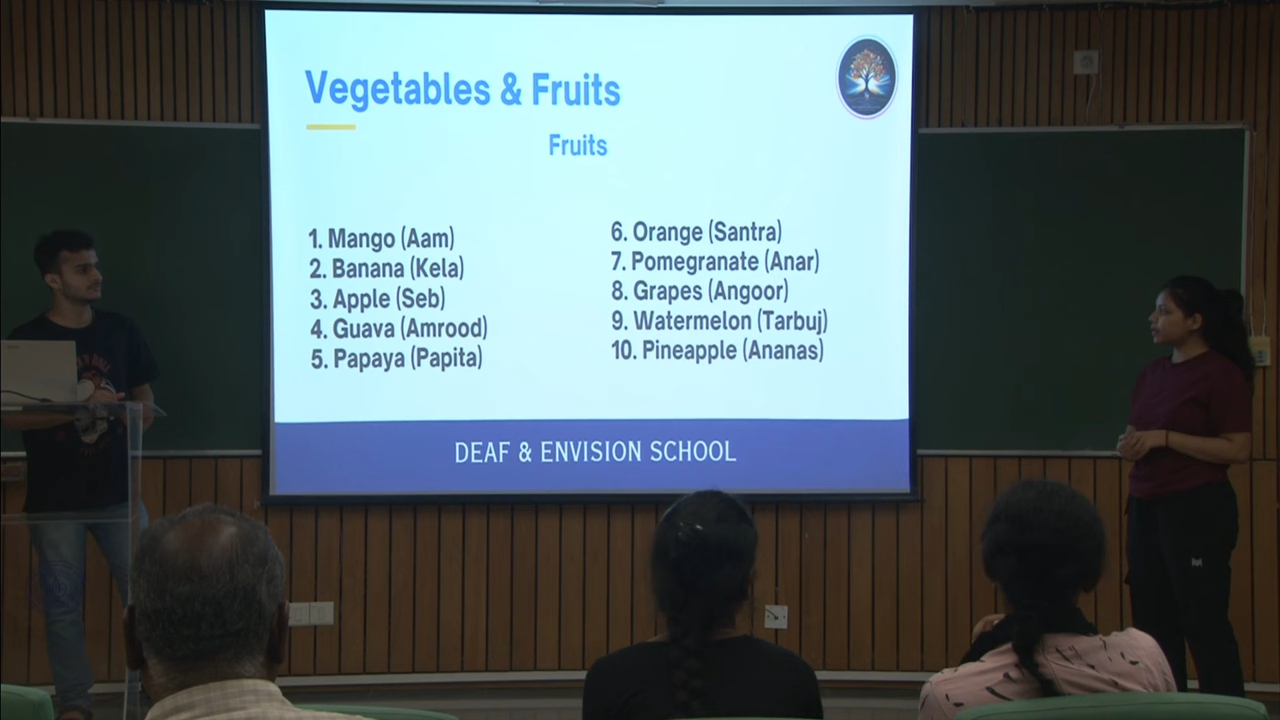 Vegetables & Fruits
Fruits
1. Mango (Aam)
2. Banana (Kela)
3. Apple (Seb)
4. Guava (Amrood)
5. Papaya (Papita)
6. Orange (Santra)
7. Pomegranate (Anar)
8. Grapes (Angoor)
9. Watermelon (Tarbuj)
10. Pineapple (Ananas)
DEAF & ENVISION SCHOOL